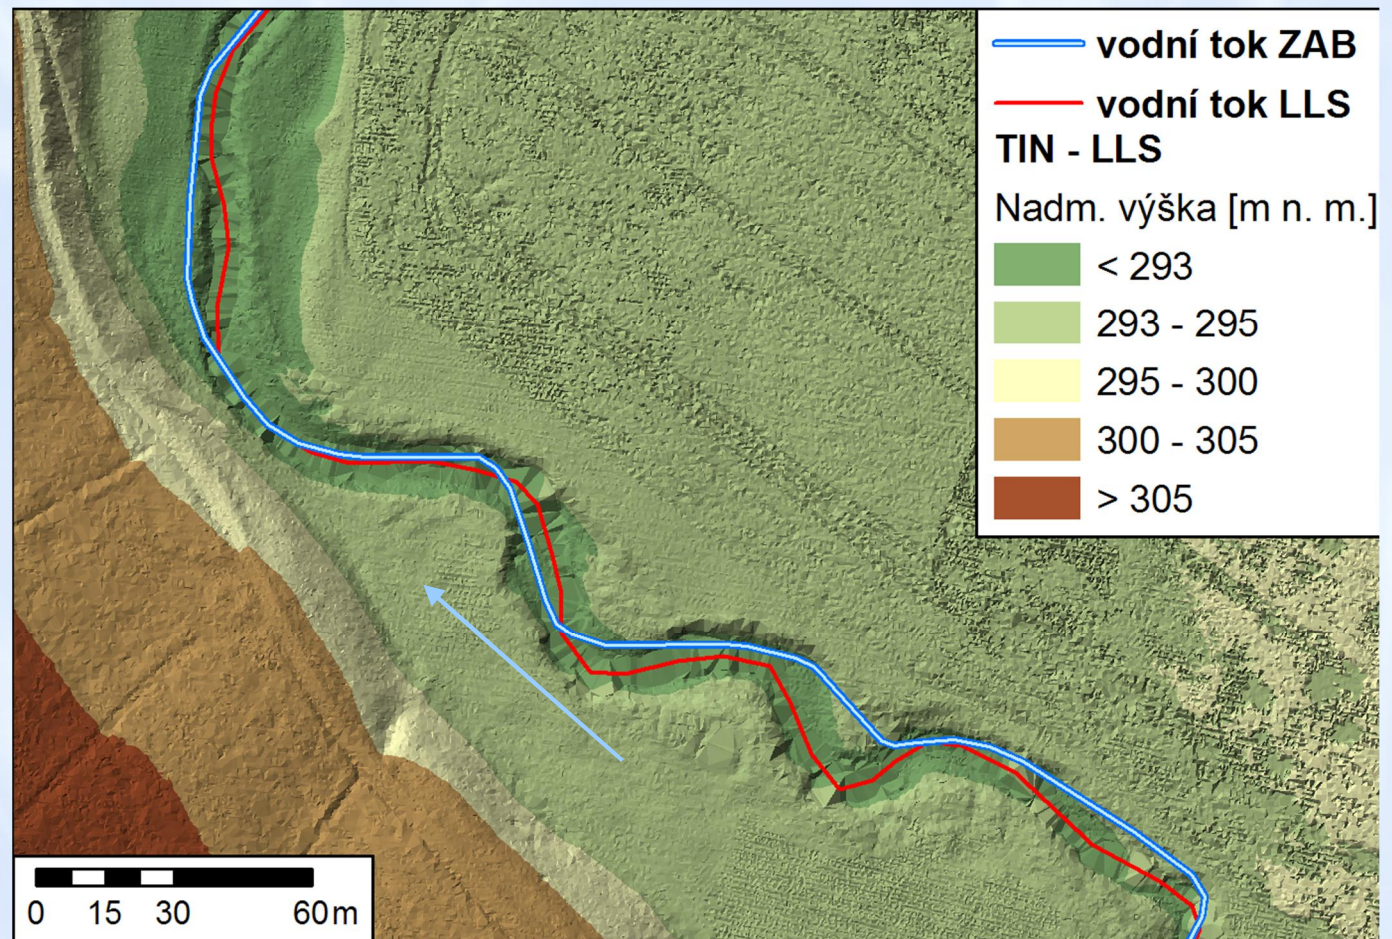 vodní tok ZAB
vodní tok LLS
TIN - LLS
Nadm. výška [m n. m.]
< 293
293 - 295
295 - 300
300 - 305
> 305
0 15 30 60 m